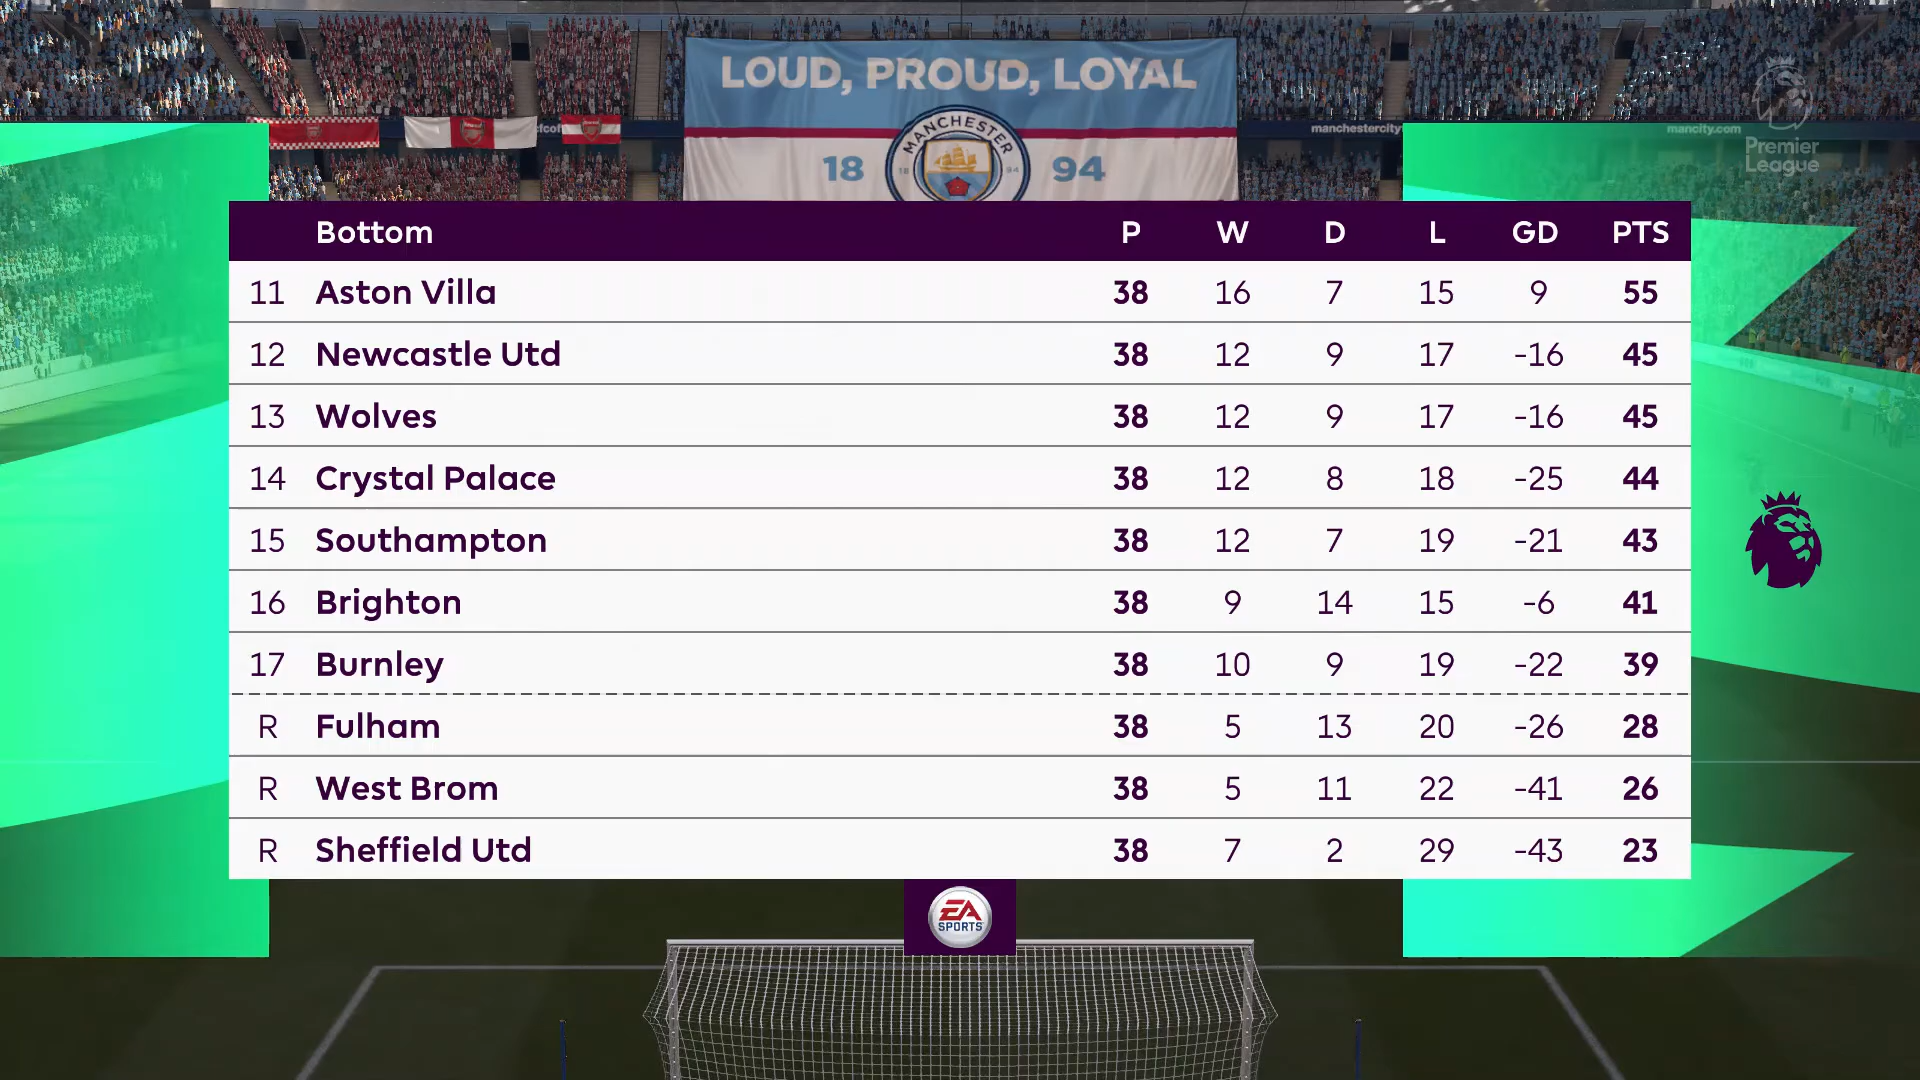 LOUD, PROUD, LOYAL
MANCHESTER
18 94
18 94
manchestercity
mancity.com
Premier
League
Bottom P W D L GD PTS
11 Aston Villa 38 16 7 15 9 55
12 Newcastle Utd 38 12 9 17 -16 45
13 Wolves 38 12 9 17 -16 45
14 Crystal Palace 38 12 8 18 -25 44
15 Southampton 38 12 7 19 -21 43
16 Brighton 38 9 14 15 -6 41
17 Burnley 38 10 9 19 -22 39
R Fulham 38 5 13 20 -26 28
R West Brom 38 5 11 22 -41 26
R Sheffield Utd 38 7 2 29 -43 23
EA
SPORTS